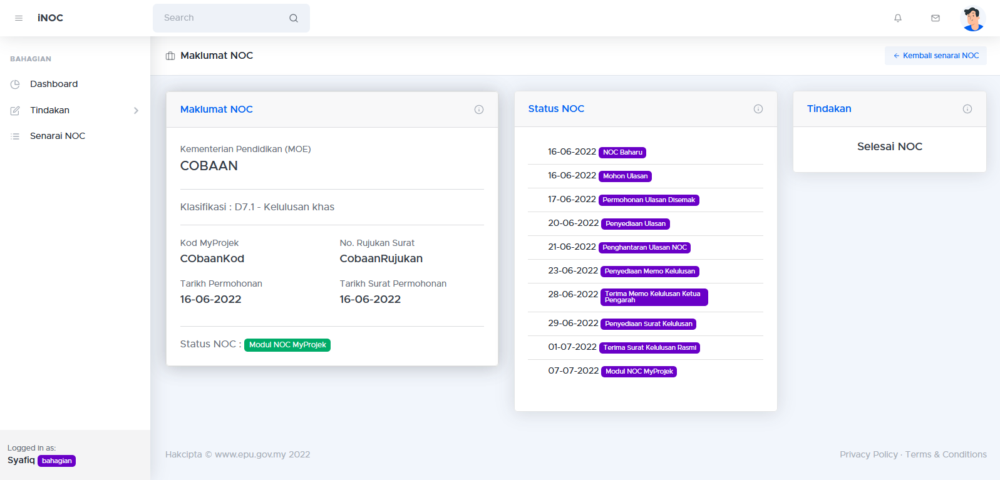 iNOC
Search
BAHAGIAN
Dashboard
Tindakan
Senarai NOC
Logged in as:
Syafiq bahagian
Maklumat NOC
Kembali senarai NOC
Maklumat NOC
Kementerian Pendidikan (MOE)
COBAAN
Klasifikasi : D7.1 - Kelulusan khas
Kod MyProjek
CObaanKod
No. Rujukan Surat
CobaanRujukan
Tarikh Permohonan
16-06-2022
Tarikh Surat Permohonan
16-06-2022
Status NOC : Modul NOC MyProjek
Status NOC
16-06-2022 NOC Baharu
16-06-2022 Mohon Ulasan
17-06-2022 Permohonan Ulasan Disemak
20-06-2022 Penyediaan Ulasan
21-06-2022 Penghantaran Ulasan NOC
23-06-2022 Penyediaan Memo Kelulusan
28-06-2022 Terima Memo Kelulusan Ketua
Pengarah
29-06-2022 Penyediaan Surat Kelulusan
01-07-2022 Terima Surat Kelulusan Rasmi
07-07-2022 Modul NOC MyProjek
Tindakan
Selesai NOC
Hakcipta © www.epu.gov.my 2022
Privacy Policy · Terms & Conditions